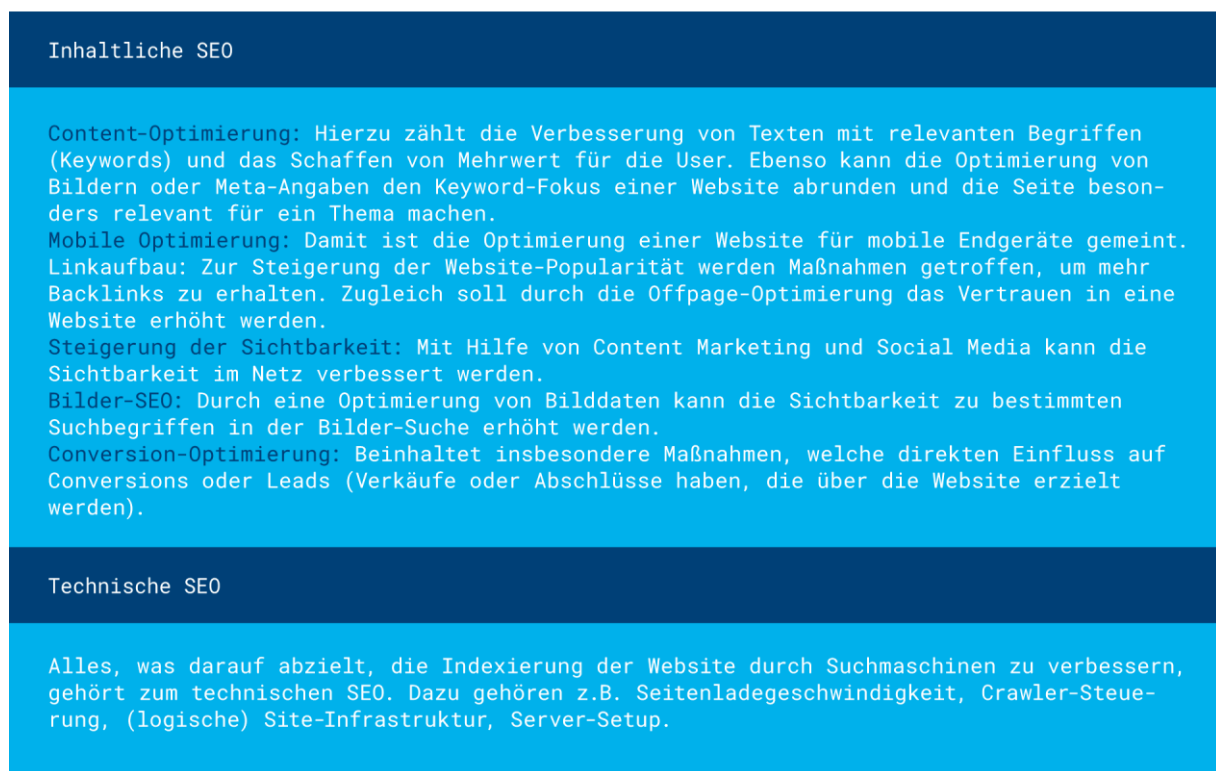 Inhaltliche SEO
Content-Optimierung: Hierzu zählt die Verbesserung von Texten mit relevanten Begriffen
(Keywords) und das Schaffen von Mehrwert für die User. Ebenso kann die Optimierung von
Bildern oder Meta-Angaben den Keyword-Fokus einer Website abrunden und die Seite beson-
ders relevant für ein Thema machen.
Mobile Optimierung: Damit ist die Optimierung einer Website für mobile Endgeräte gemeint.
Linkaufbau: Zur Steigerung der Website-Popularität werden Maßnahmen getroffen, um mehr
Backlinks zu erhalten. Zugleich soll durch die Offpage-Optimierung das Vertrauen in eine
Website erhöht werden.
Steigerung der Sichtbarkeit: Mit Hilfe von Content Marketing und Social Media kann die
Sichtbarkeit im Netz verbessert werden.
Bilder-SEO: Durch eine Optimierung von Bilddaten kann die Sichtbarkeit zu bestimmten
Suchbegriffen in der Bilder-Suche erhöht werden.
Conversion-Optimierung: Beinhaltet insbesondere Maßnahmen, welche direkten Einfluss auf
Conversions oder Leads (Verkäufe oder Abschlüsse haben, die über die Website erzielt
werden).
Technische SEO
Alles, was darauf abzielt, die Indexierung der Website durch Suchmaschinen zu verbessern,
gehört zum technischen SEO. Dazu gehören z.B. Seitenladegeschwindigkeit, Crawler-Steue-
rung, (logische) Site-Infrastruktur, Server-Setup.